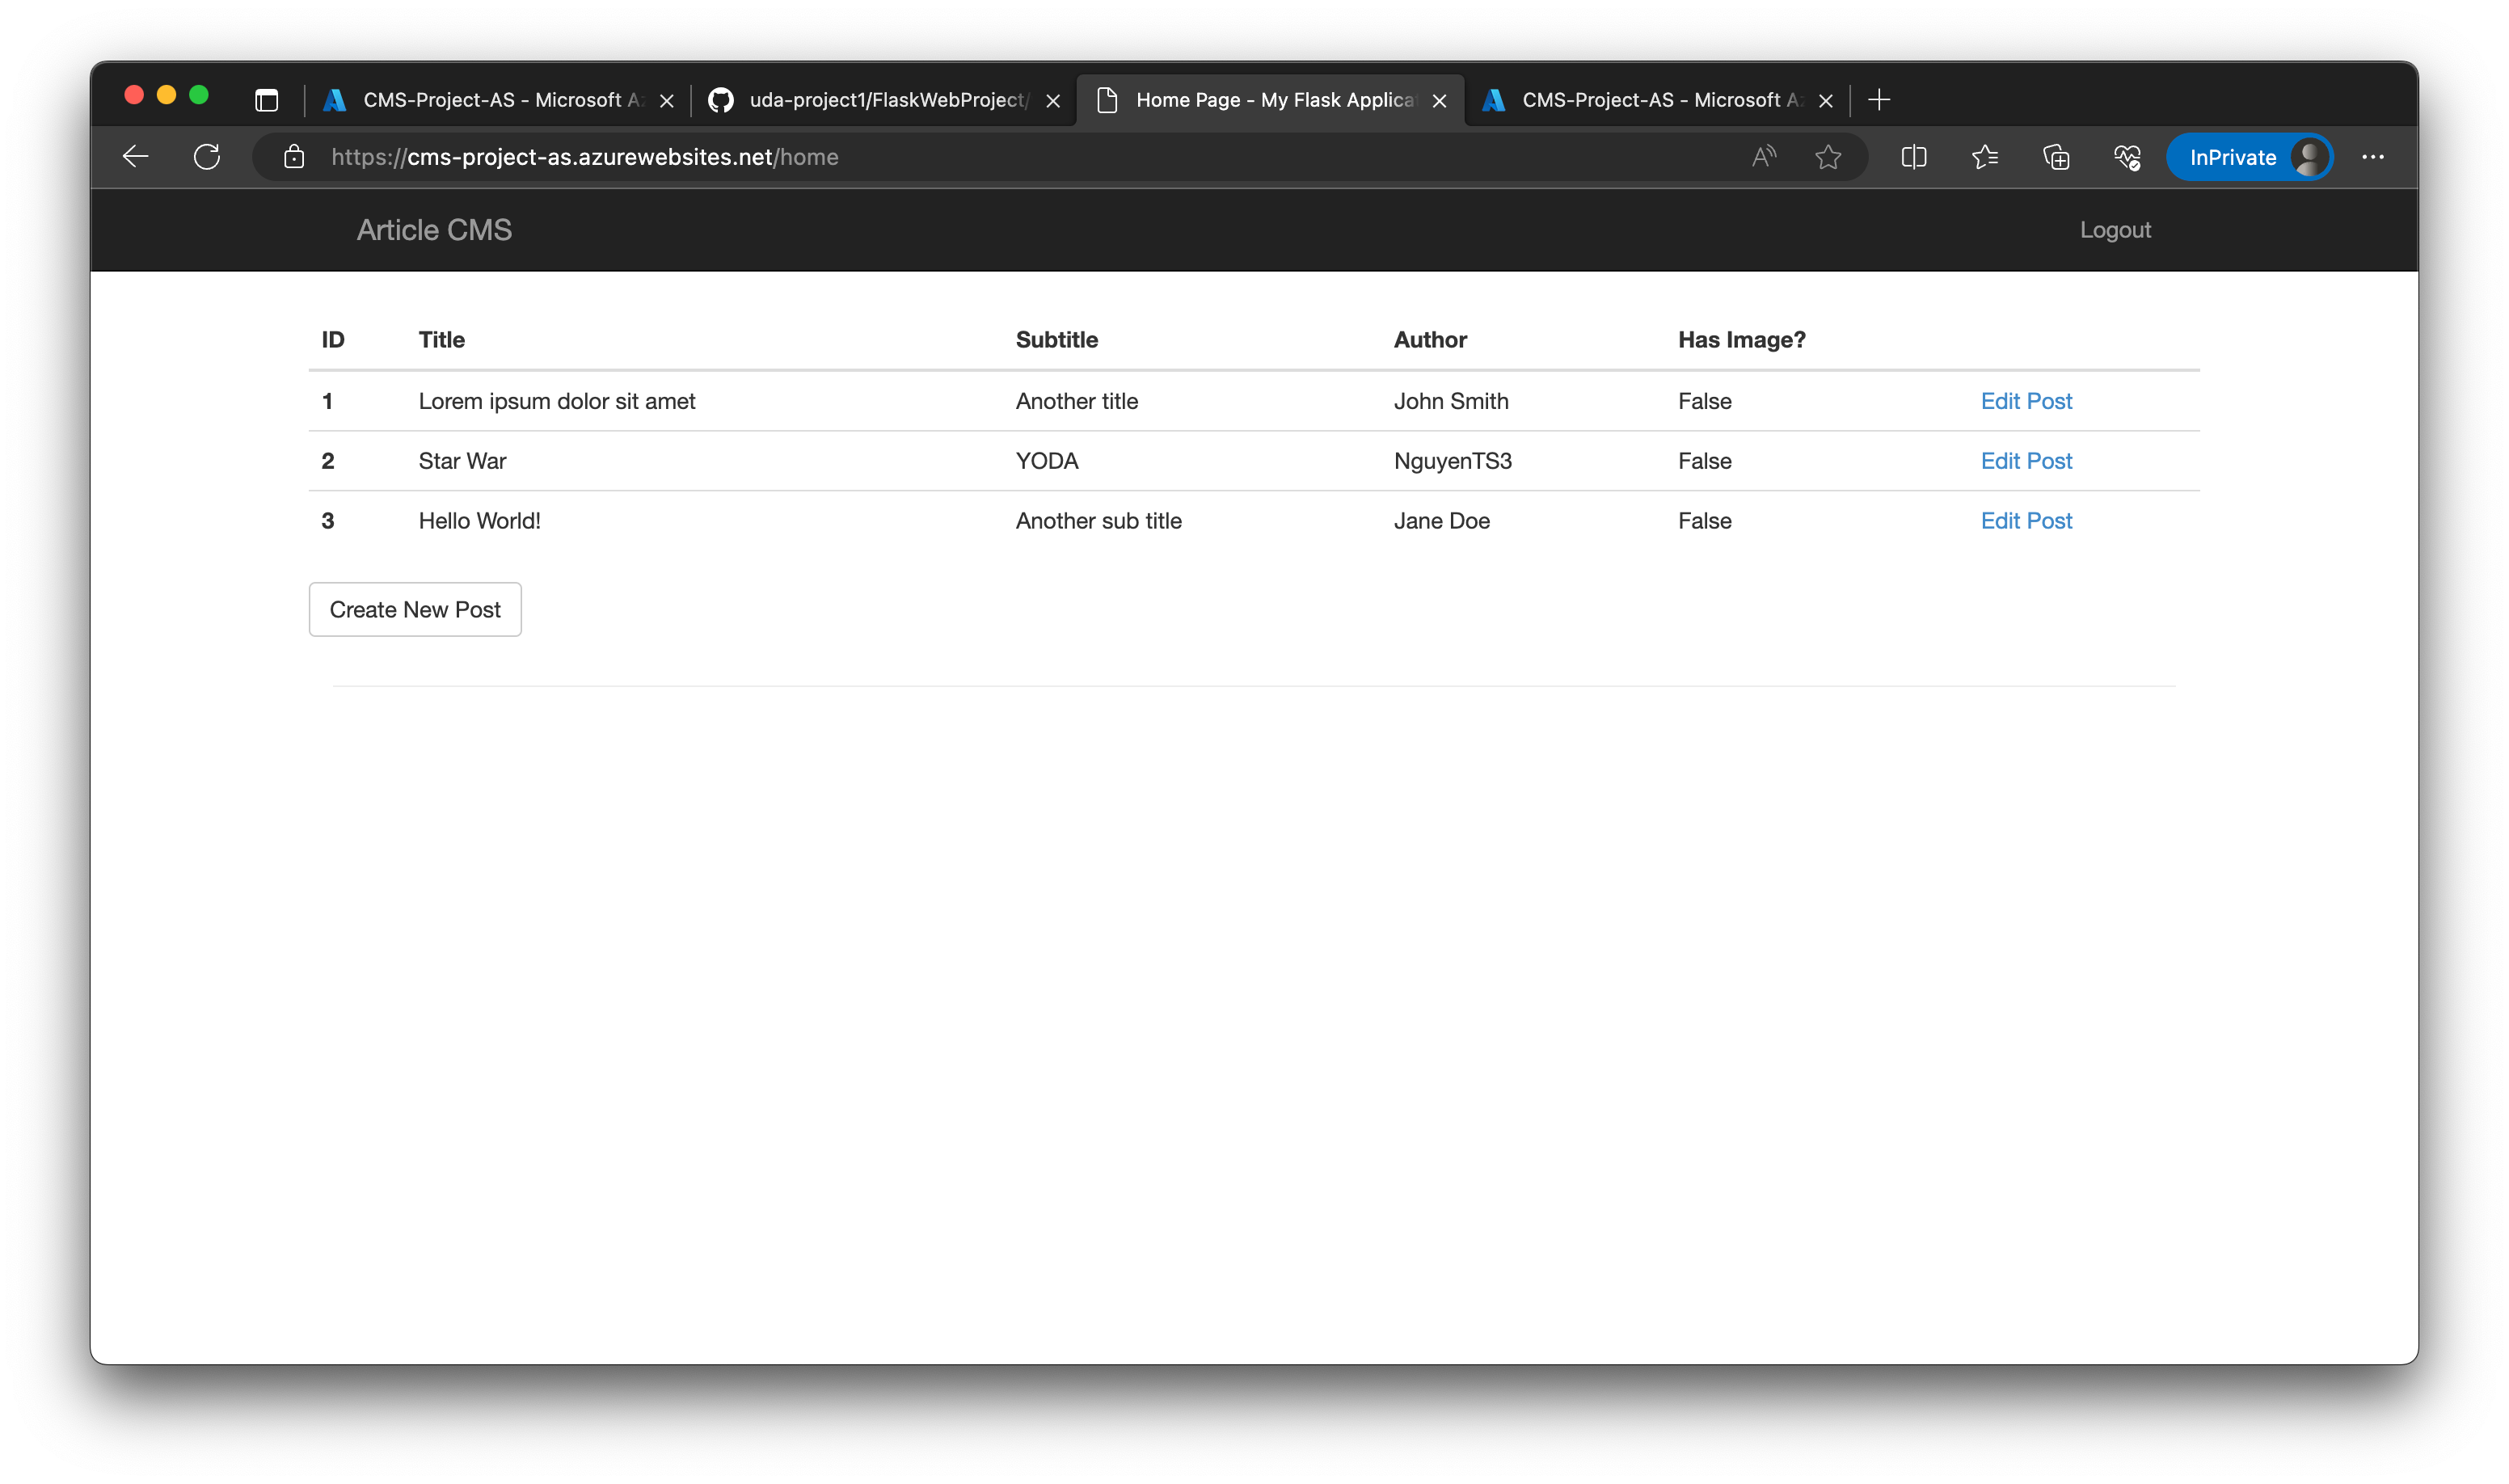 CMS-Project-AS - Microsoft A uda-project1/FlaskWebProject/ Home Page - My Flask Applica CMS-Project-AS - Microsoft A
https://cms-project-as.azurewebsites.net/home InPrivate
Article CMS Logout
ID Title Subtitle Author Has Image?
1 Lorem ipsum dolor sit amet Another title John Smith False Edit Post
2 Star War YODA NguyenTS3 False Edit Post
3 Hello World! Another sub title Jane Doe False Edit Post
Create New Post